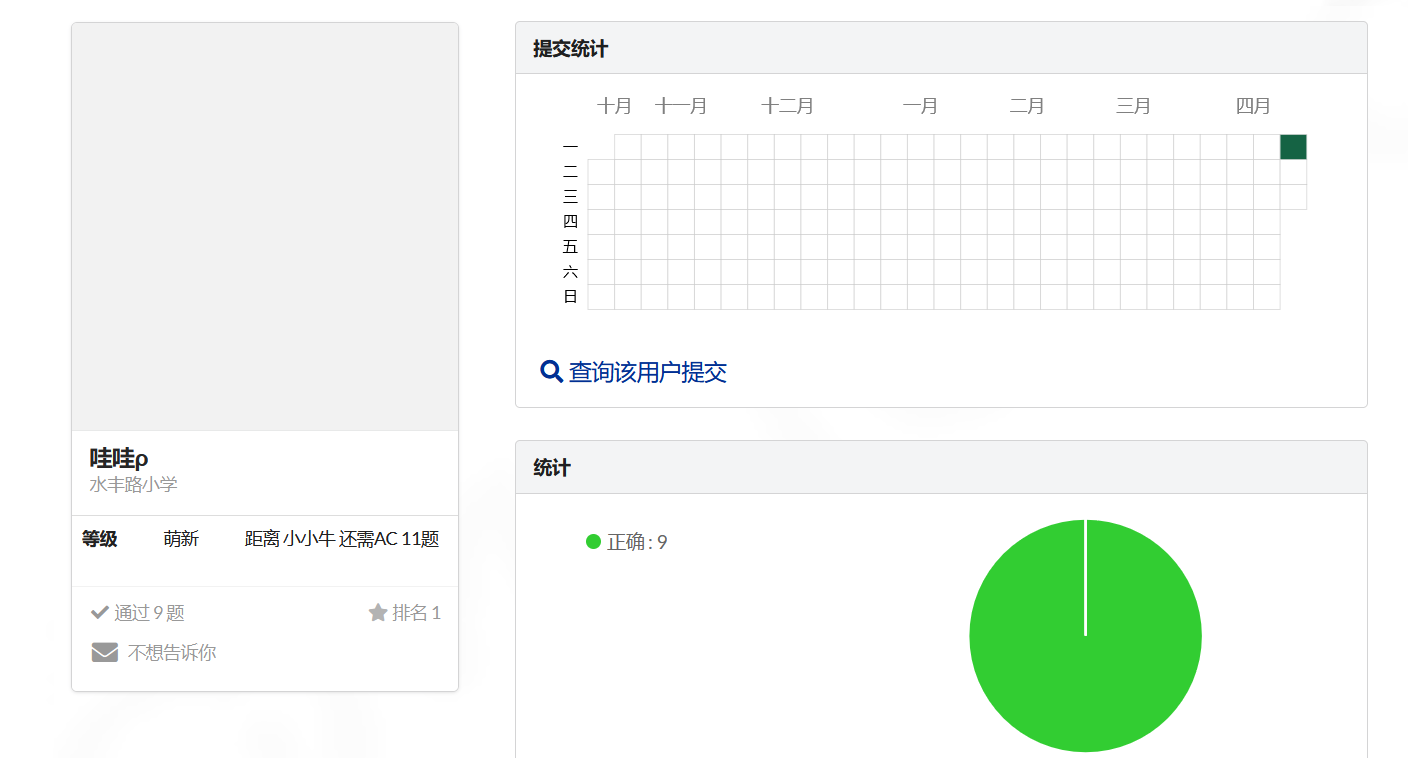 哇哇ρ
水丰路小学
等级 萌新 距离 小小牛 还需AC 11题
通过 9 题 排名 1
不想告诉你
提交统计
十月 十一月 十二月 一月 二月 三月 四月
一
二
三
四
五
六
日
查询该用户提交
统计
正确 : 9